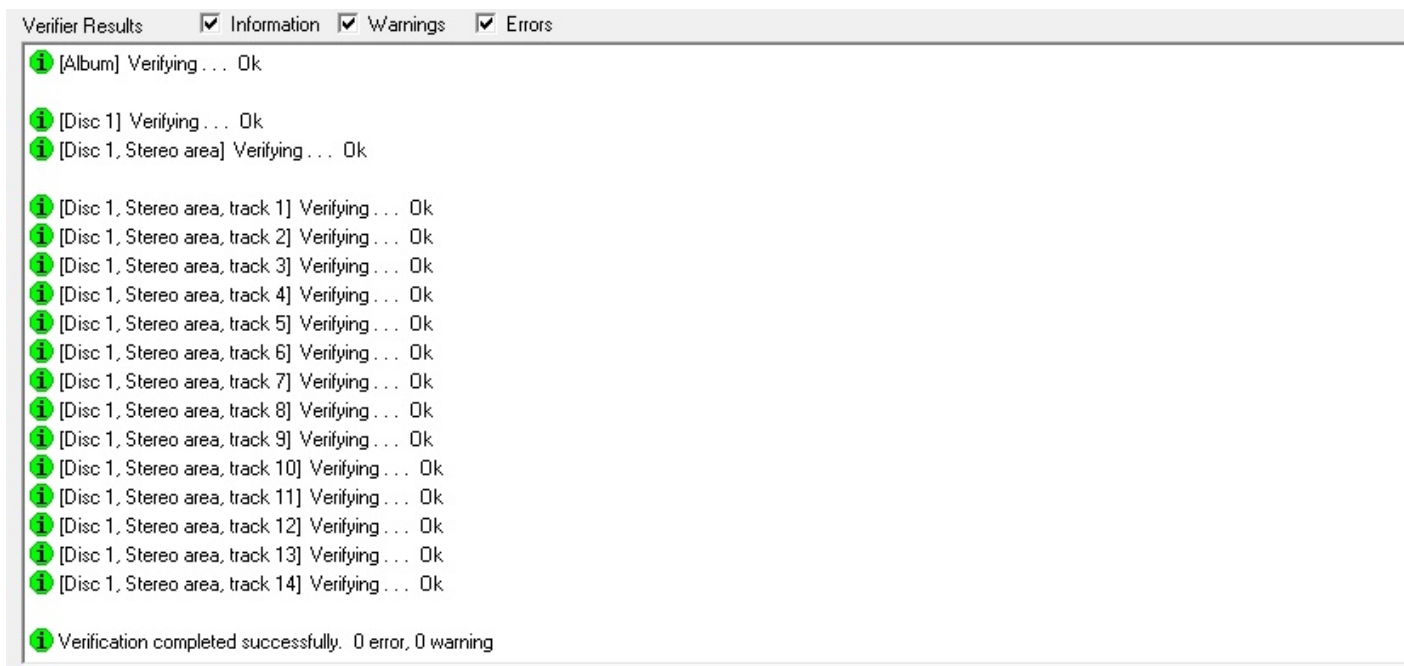 Verifier Results Information Warnings Errors
[Album] Verifying . . . Ok
[Disc 1] Verifying . . . Ok
[Disc 1, Stereo area] Verifying . . . Ok
[Disc 1, Stereo area, track 1] Verifying . . . Ok
[Disc 1, Stereo area, track 2] Verifying . . . Ok
[Disc 1, Stereo area, track 3] Verifying . . . Ok
[Disc 1, Stereo area, track 4] Verifying . . . Ok
[Disc 1, Stereo area, track 5] Verifying . . . Ok
[Disc 1, Stereo area, track 6] Verifying . . . Ok
[Disc 1, Stereo area, track 7] Verifying . . . Ok
[Disc 1, Stereo area, track 8] Verifying . . . Ok
[Disc 1, Stereo area, track 9] Verifying . . . Ok
[Disc 1, Stereo area, track 10] Verifying . . . Ok
[Disc 1, Stereo area, track 11] Verifying . . . Ok
[Disc 1, Stereo area, track 12] Verifying . . . Ok
[Disc 1, Stereo area, track 13] Verifying . . . Ok
[Disc 1, Stereo area, track 14] Verifying . . . Ok
Verification completed successfully. 0 error, 0 warning